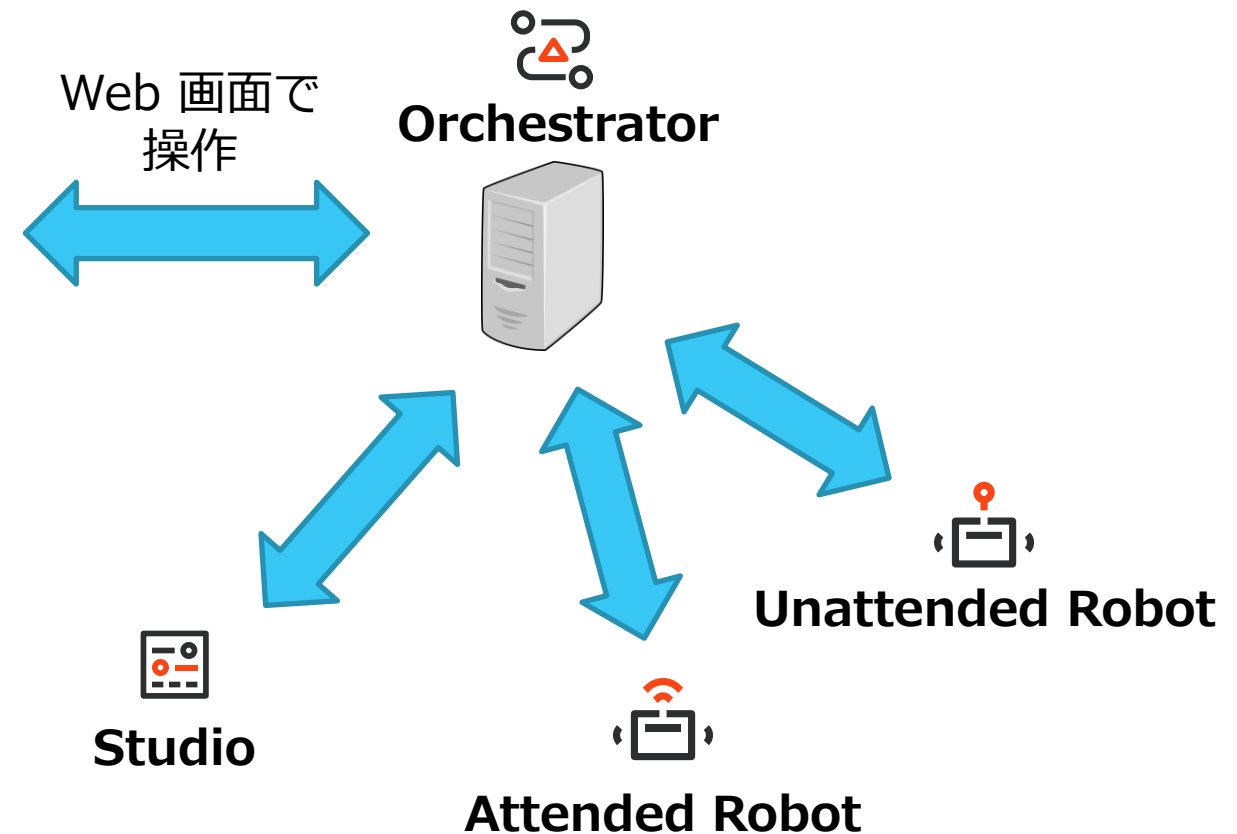 Web 画面で
操作
Orchestrator
Unattended Robot
Studio
Attended Robot